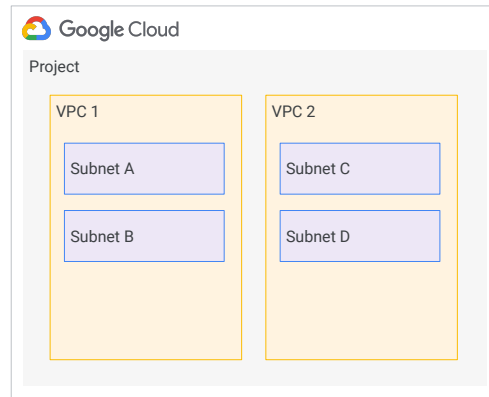 Google Cloud
Project
VPC 1
Subnet A
Subnet B
VPC 2
Subnet C
Subnet D